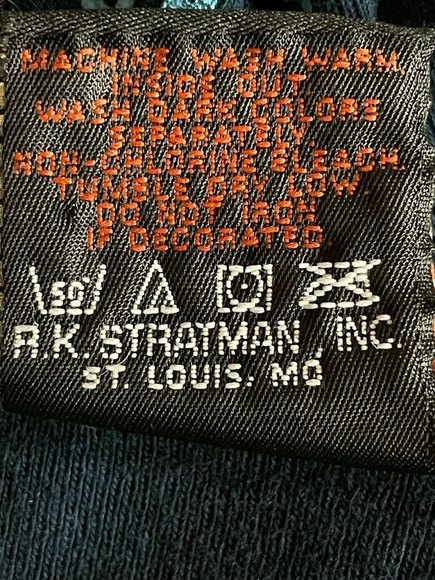 MACHINE WASH WARM,
INSIDE OUT
WASH DARK COLORS
SEPARATELY
NON-CHLORINE BLEACH.
TUMBLE DRY LOW
DO NOT IRON
IF DECORATED
50°
R.K. STRATMAN, INC.
ST. LOUIS, MO